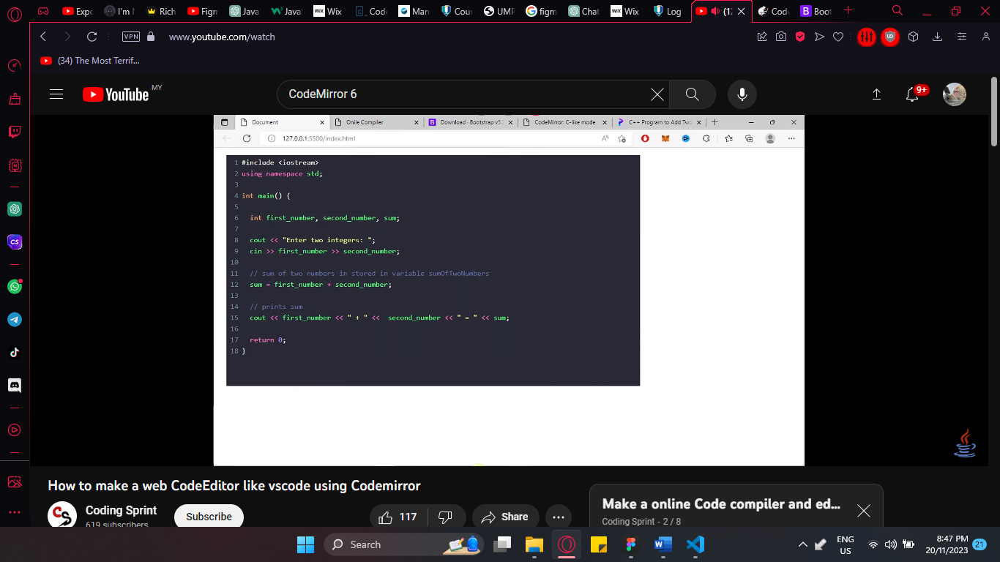 Expc
I'm N
Rich
Figm
Java
Java
WIX
Wix
Code
Man
Cour
UMP
figm
Chat
WIX
Wix
Log
(12
Code
Boot
VPN
www.youtube.com/watch
(34) The Most Terrif...
YouTube
MY
CodeMirror 6
9+
Document
Onile Compiler
Download · Bootstrap v5.
CodeMirror: C-like mode
C++ Program to Add Two
127.0.0.1:5500/index.html
1 #include <iostream>
2 using namespace std;
3
4 int main() {
5
6 int first_number, second_number, sum;
7
8 cout << "Enter two integers: ";
9 cin >> first_number >> second_number;
10
11 // sum of two numbers in stored in variable sumOfTwoNumbers
12 sum = first_number + second_number;
13
14 // prints sum
15 cout << first_number << " + " << second_number << " = " << sum;
16
17 return 0;
18 }
How to make a web CodeEditor like vscode using Codemirror
CS
Coding Sprint
619 subscribers
Subscribe
117
Share
Make a online Code compiler and ed...
Coding Sprint - 2 / 8
Search
ENG
US
8:47 PM
20/11/2023
21